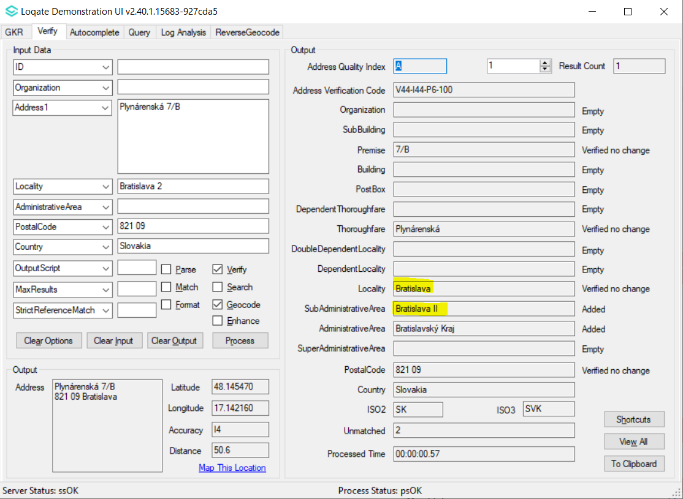 Loqate Demonstration UI v2.40.1.15683-927cda5
GKR Verify Autocomplete Query Log Analysis ReverseGeocode
Input Data
ID
Organization
Address1 Plynárenská 7/B
Locality Bratislava 2
AdministrativeArea
PostalCode 821 09
Country Slovakia
OutputScript Parse Verify
MaxResults Match Search
StrictReferenceMatch Format Geocode
Enhance
Clear Options Clear Input Clear Output Process
Output
Address Plynárenská 7/B
821 09 Bratislava
Latitude 48.145470
Longitude 17.142160
Accuracy I4
Distance 50.6
Map This Location
Output
Address Quality Index A 1 Result Count 1
Address Verification Code V44-I44-P6-100
Organization Empty
SubBuilding Empty
Premise 7/B Verified no change
Building Empty
PostBox Empty
DependentThoroughfare Empty
Thoroughfare Plynárenská Verified no change
DoubleDependentLocality Empty
DependentLocality Empty
Locality Bratislava Verified no change
SubAdministrativeArea Bratislava II Added
AdministrativeArea Bratislavský Kraj Added
SuperAdministrativeArea Empty
PostalCode 821 09 Verified no change
Country Slovakia
ISO2 SK ISO3 SVK
Unmatched 2
Processed Time 00:00:00.57
Shortcuts
View All
To Clipboard
Server Status: ssOK Process Status: psOK